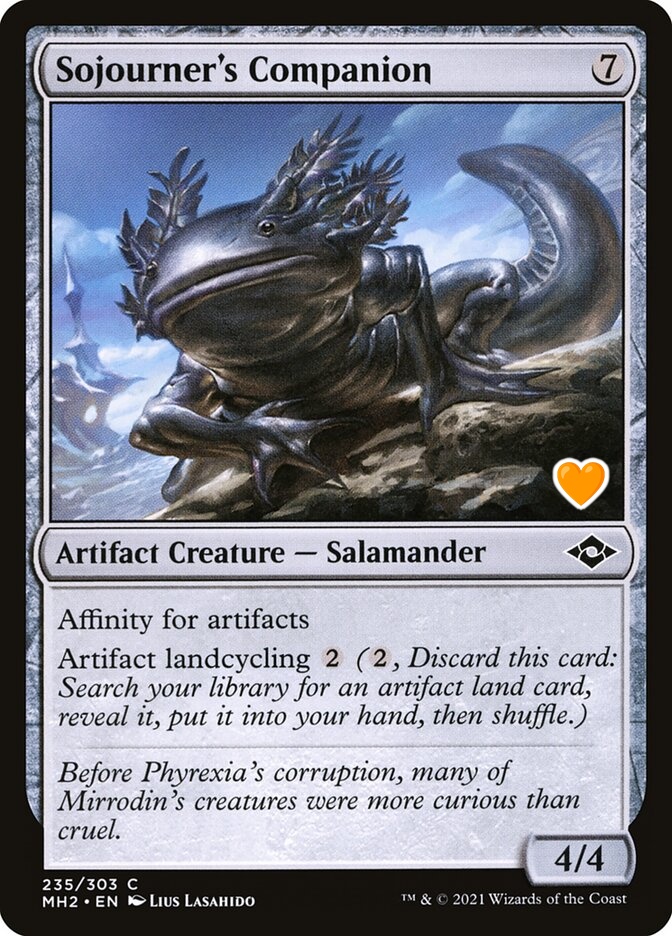 Sojourner's Companion 7
Artifact Creature — Salamander
Affinity for artifacts
Artifact landcycling 2 (2, Discard this card:
Search your library for an artifact land card,
reveal it, put it into your hand, then shuffle.)
Before Phyrexia's corruption, many of
Mirrodin's creatures were more curious than
cruel.
4/4
235/303 C
MH2 • EN Lius Lasahido
™ & © 2021 Wizards of the Coast